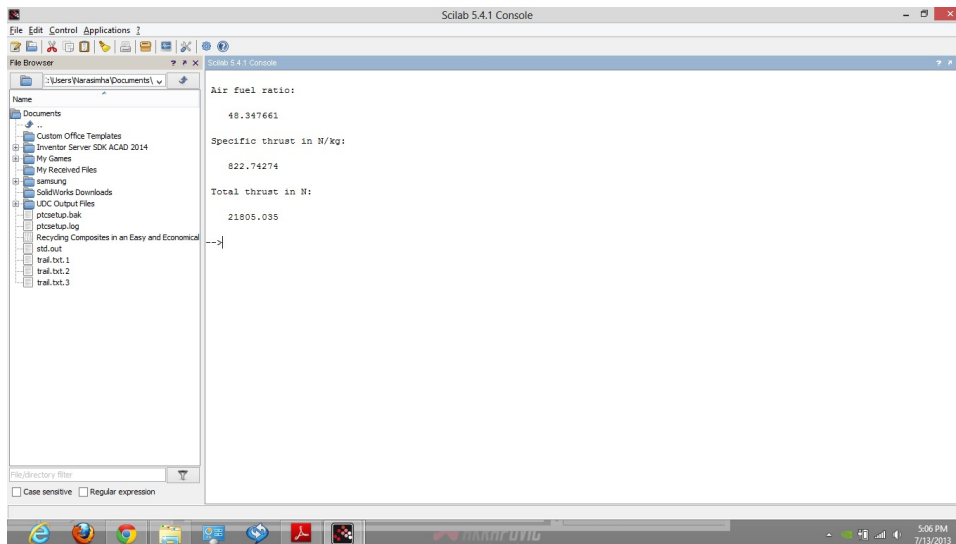 Scilab 5.4.1 Console
File Edit Control Applications ?
File Browser
Scilab 5.4.1 Console
:\Users\Narasimha\Documents\
Name
Documents
..
Custom Office Templates
Inventor Server SDK ACAD 2014
My Games
My Received Files
samsung
SolidWorks Downloads
UDC Output Files
ptcsetup.bak
ptcsetup.log
Recycling Composites in an Easy and Economical
std.out
trail.txt.1
trail.txt.2
trail.txt.3
Air fuel ratio:
48.347661
Specific thrust in N/kg:
822.74274
Total thrust in N:
21805.035
-->
File/directory filter
Case sensitive Regular expression
5:06 PM
7/13/2013